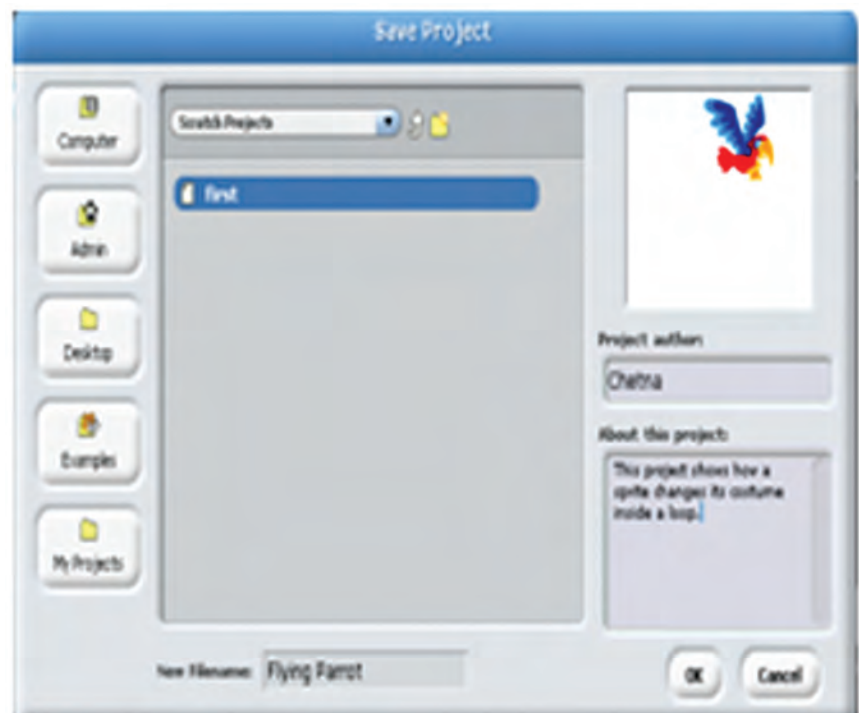 Save Project
Computer
Admin
Desktop
Examples
My Projects
Scratch Projects
first
Project author:
Chetna
About this project:
This project shows how a
sprite changes its costume
inside a loop.
New Filename: Flying Parrot
OK
Cancel